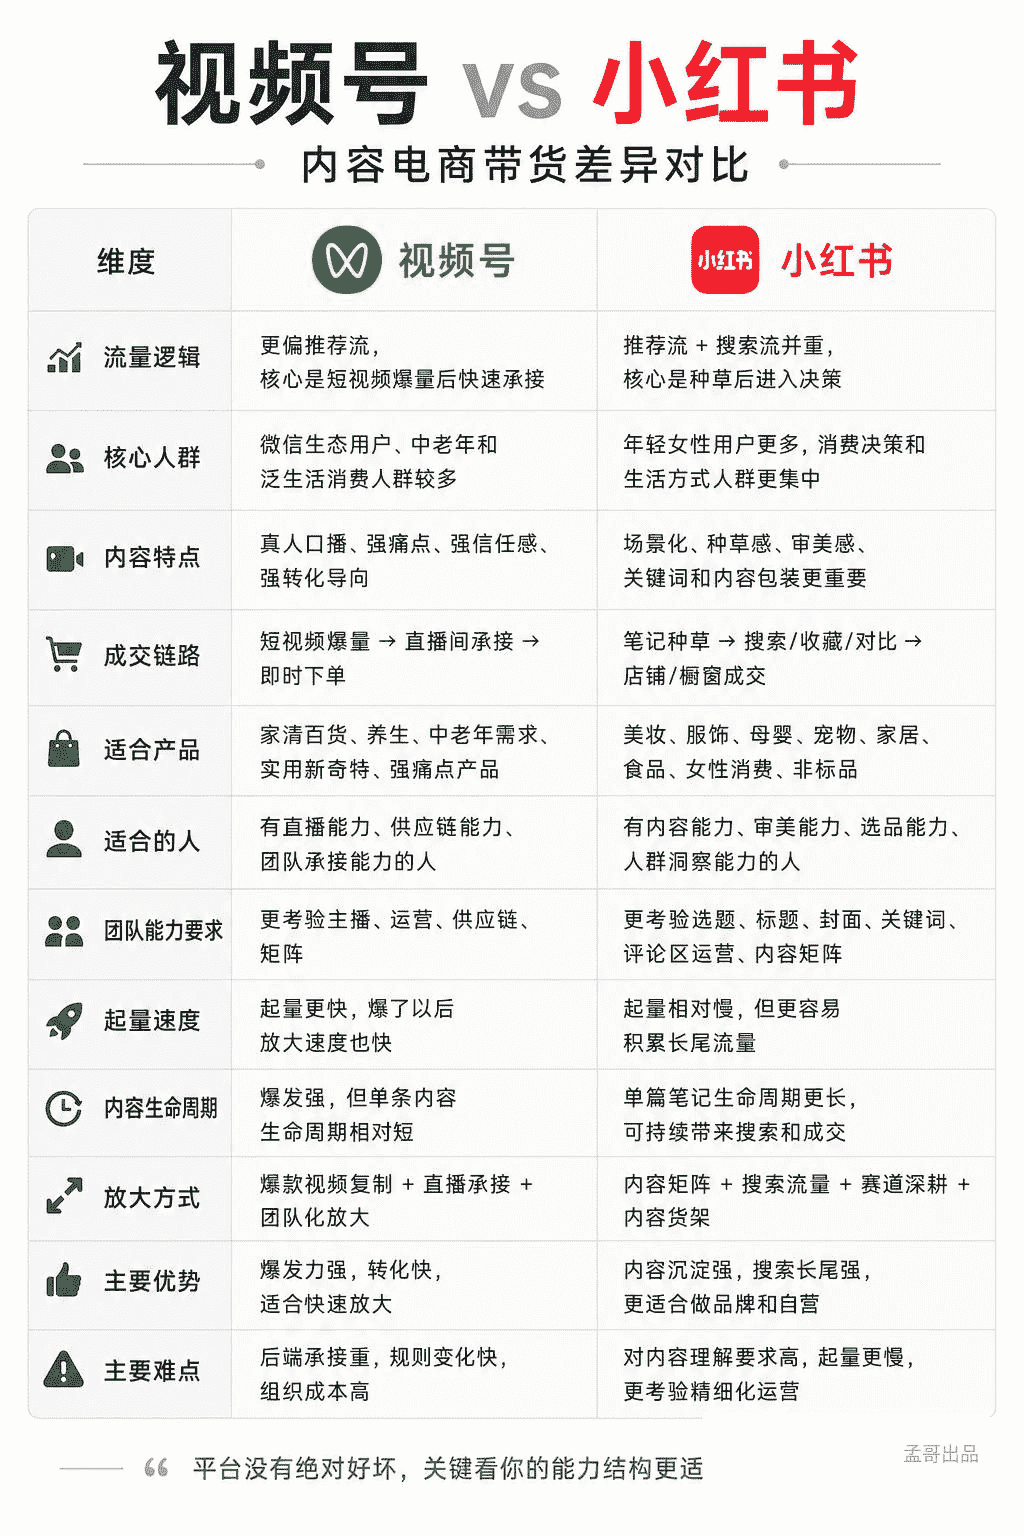 视频号 vs 小红书
内容电商带货差异对比
维度
视频号
小红书
小红书
流量逻辑
更偏推荐流，
核心是短视频爆量后快速承接
推荐流 + 搜索流并重，
核心是种草后进入决策
核心人群
微信生态用户、中老年和
泛生活消费人群较多
年轻女性用户更多，消费决策和
生活方式人群更集中
内容特点
真人口播、强痛点、强信任感、
强转化导向
场景化、种草感、审美感、
关键词和内容包装更重要
成交链路
短视频爆量 → 直播间承接 →
即时下单
笔记种草 → 搜索/收藏/对比 →
店铺/橱窗成交
适合产品
家清百货、养生、中老年需求、
实用新奇特、强痛点产品
美妆、服饰、母婴、宠物、家居、
食品、女性消费、非标品
适合的人
有直播能力、供应链能力、
团队承接能力的人
有内容能力、审美能力、选品能力、
人群洞察能力的人
团队能力要求
更考验主播、运营、供应链、
矩阵
更考验选题、标题、封面、关键词、
评论区运营、内容矩阵
起量速度
起量更快，爆了以后
放大速度也快
起量相对慢，但更容易
积累长尾流量
内容生命周期
爆发强，但单条内容
生命周期相对短
单篇笔记生命周期更长，
可持续带来搜索和成交
放大方式
爆款视频复制 + 直播承接 +
团队化放大
内容矩阵 + 搜索流量 + 赛道深耕 +
内容货架
主要优势
爆发力强，转化快，
适合快速放大
内容沉淀强，搜索长尾强，
更适合做品牌和自营
主要难点
后端承接重，规则变化快，
组织成本高
对内容理解要求高，起量更慢，
更考验精细化运营
“ 平台没有绝对好坏，关键看你的能力结构更适
孟哥出品